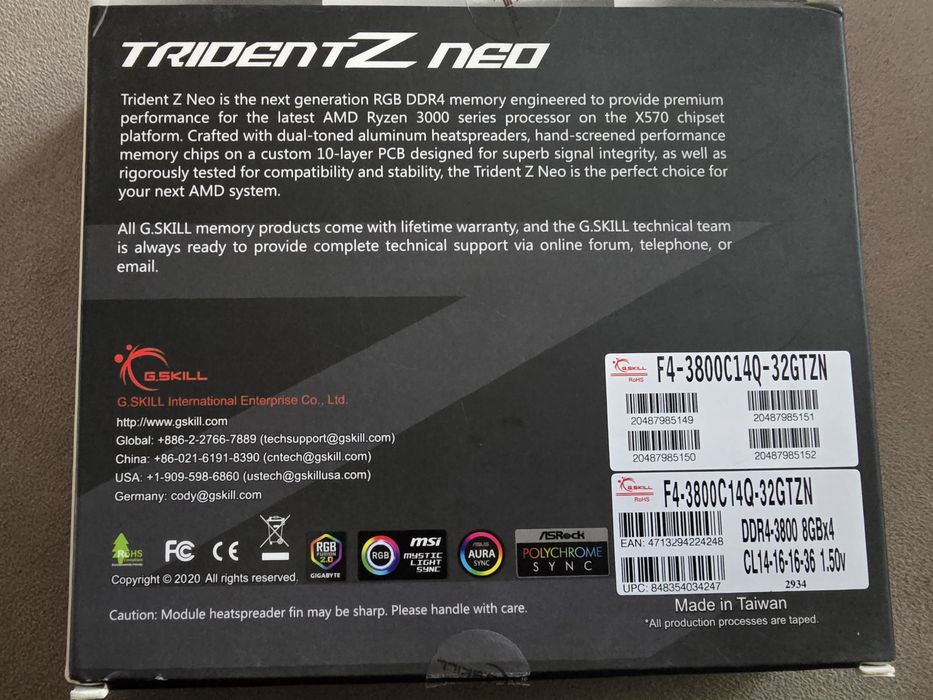 TRIDENTZ NEO
Trident Z Neo is the next generation RGB DDR4 memory engineered to provide premium
performance for the latest AMD Ryzen 3000 series processor on the X570 chipset
platform. Crafted with dual-toned aluminum heatspreaders, hand-screened performance
memory chips on a custom 10-layer PCB designed for superb signal integrity, as well as
rigorously tested for compatibility and stability, the Trident Z Neo is the perfect choice for
your next AMD system.
All G.SKILL memory products come with lifetime warranty, and the G.SKILL technical team
is always ready to provide complete technical support via online forum, telephone, or
email.
G.SKILL
G.SKILL International Enterprise Co., Ltd.
http://www.gskill.com
Global: +886-2-2766-7889 (techsupport@gskill.com)
China: +86-021-6191-8390 (cntech@gskill.com)
USA: +1-909-598-6860 (ustech@gskillusa.com)
Germany: cody@gskill.com
G.SKILL
RoHS
F4-3800C14Q-32GTZN
20487985149
20487985151
20487985150
20487985152
G.SKILL
RoHS
F4-3800C14Q-32GTZN
EAN: 4713294224248
DDR4-3800 8GBx4
CL14-16-16-36 1.50v
UPC: 848354034247
2934
RoHS
FC
CE
RGB
FUSION
2.0
GIGABYTE
RGB
msi
MYSTIC
LIGHT
SYNC
ASUS
AURA
SYNC
ASRock
POLYCHROME
SYNC
Copyright © 2020 All rights reserved.
Caution: Module heatspreader fin may be sharp. Please handle with care.
Made in Taiwan
*All production processes are taped.
G.SKILL